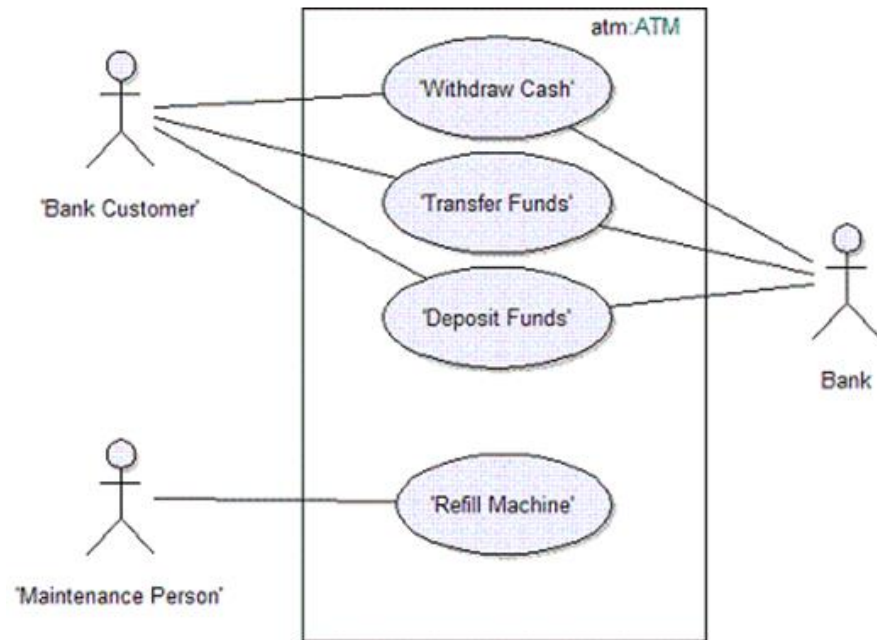 atm:ATM
'Withdraw Cash'
'Bank Customer'
'Transfer Funds'
'Deposit Funds'
Bank
'Refill Machine'
'Maintenance Person'